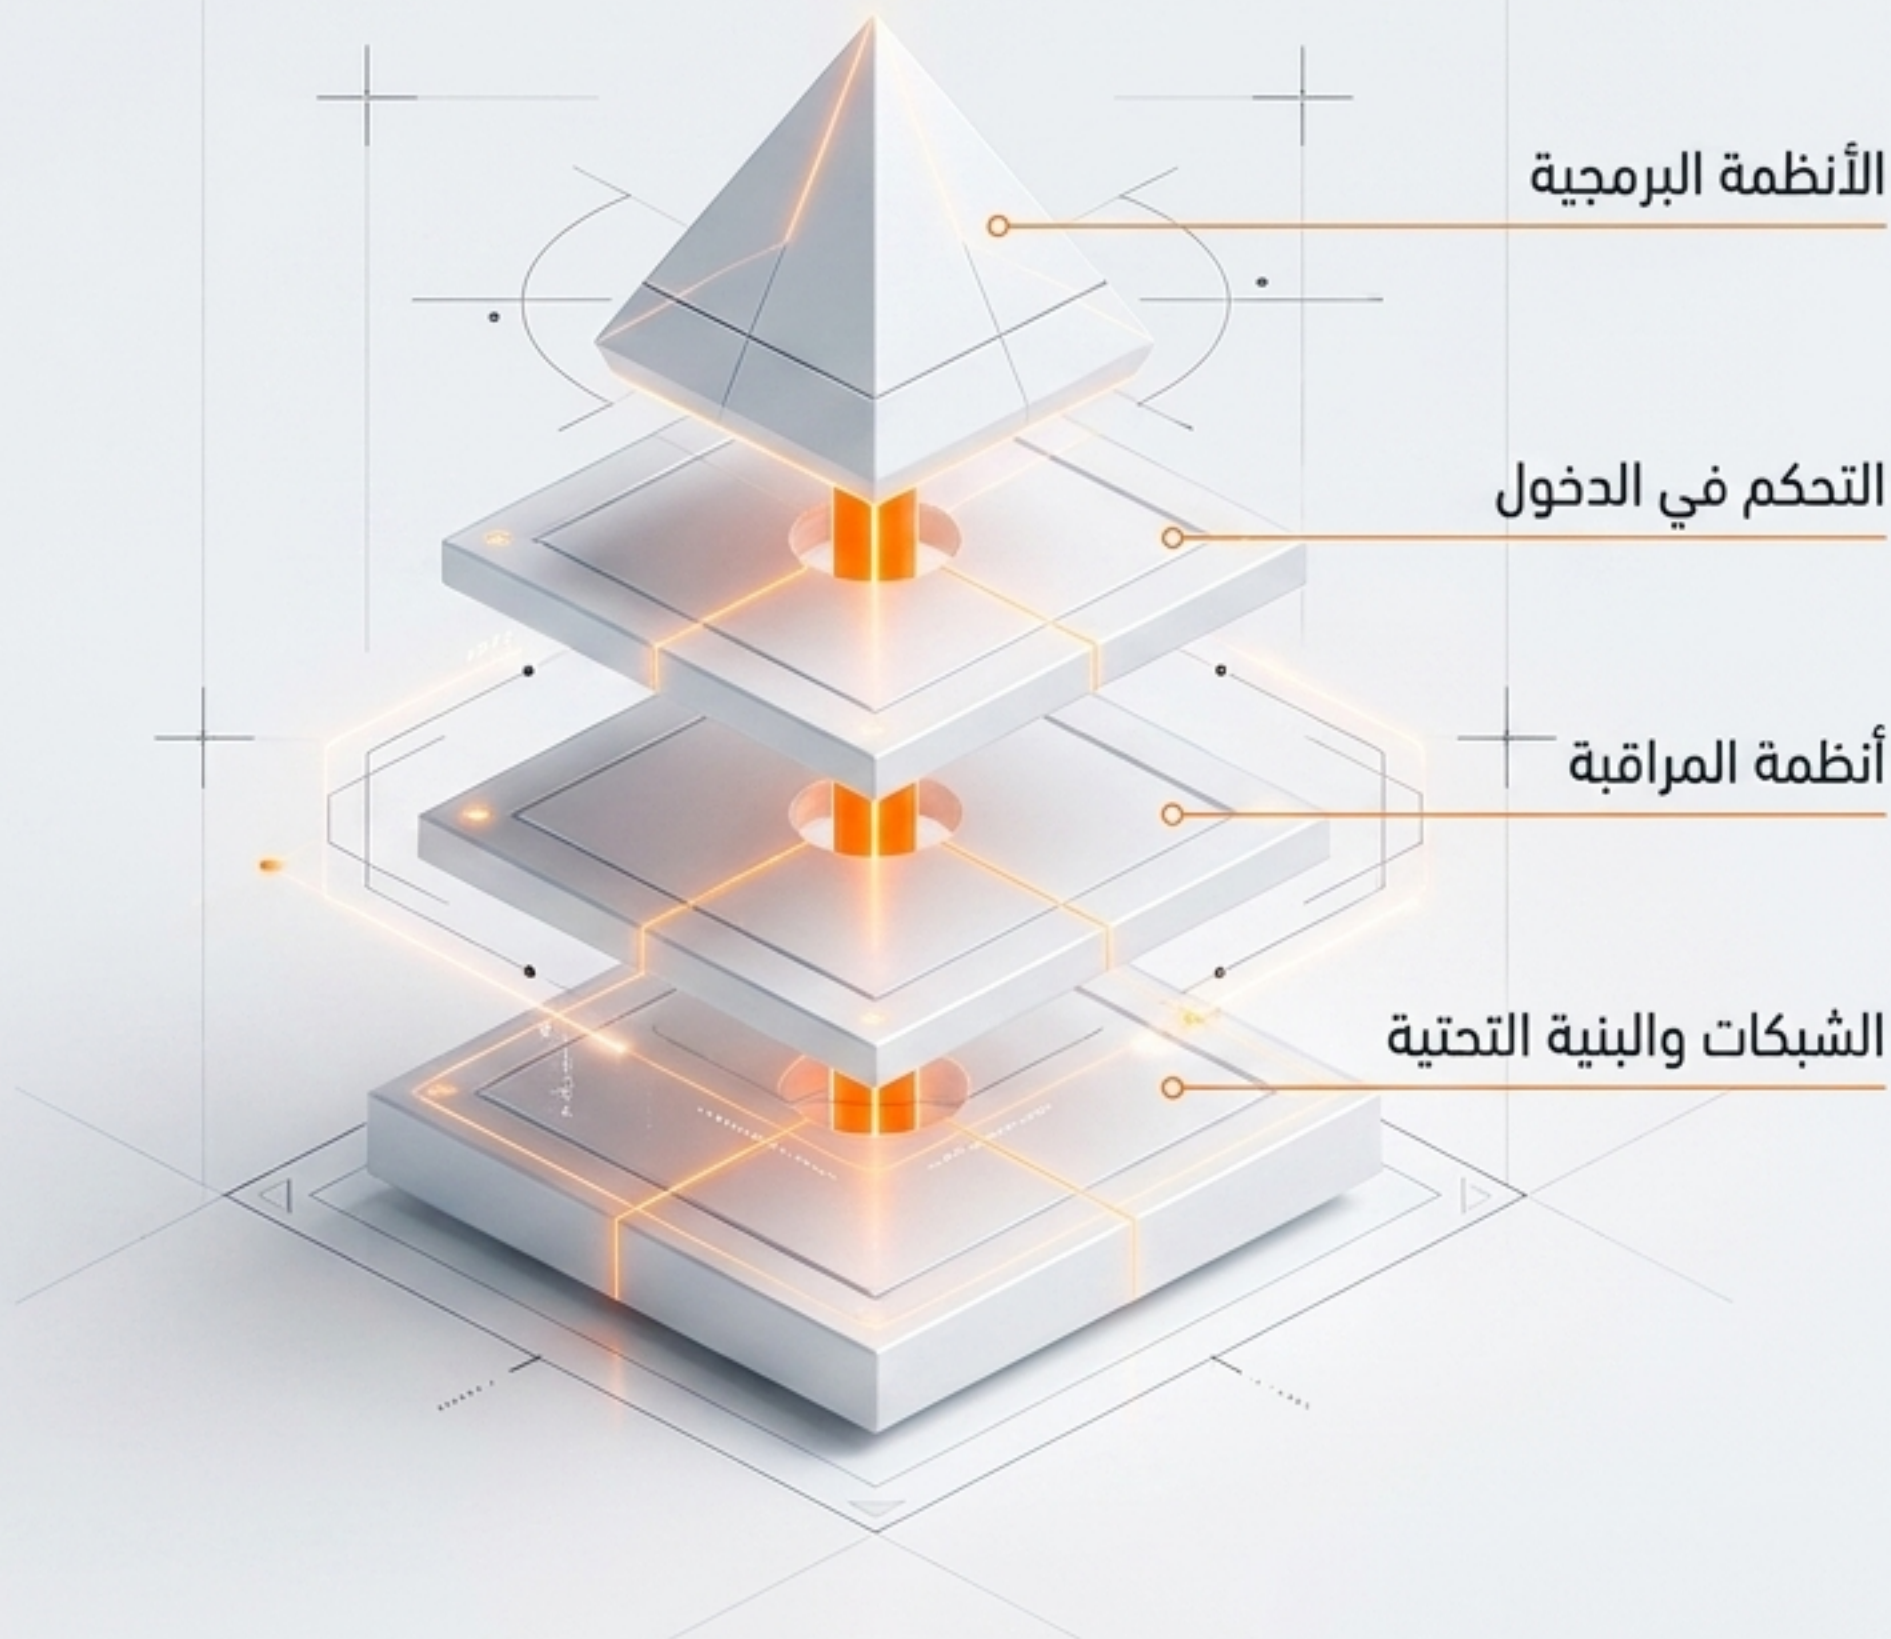 الأنظمة البرمجية
التحكم في الدخول
أنظمة المراقبة
الشبكات والبنية التحتية